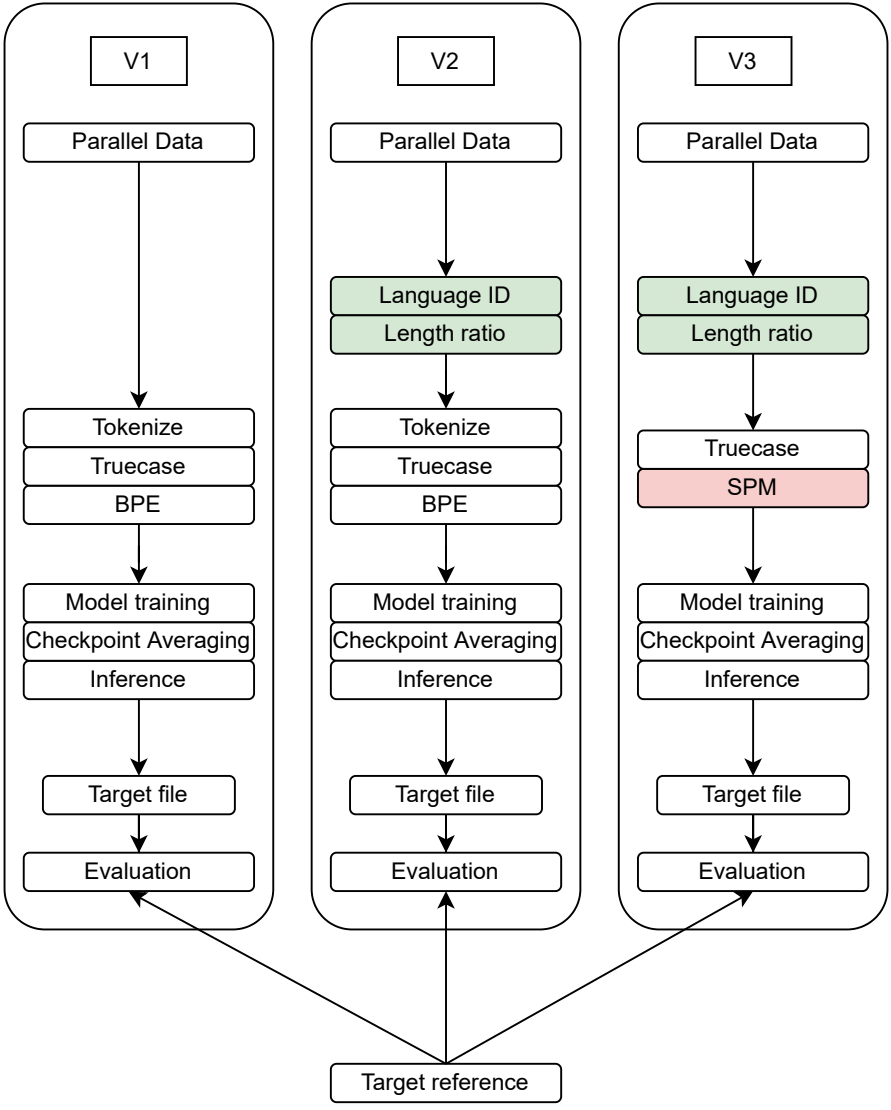 V1
Parallel Data
Tokenize
Truecase
BPE
Model training
Checkpoint Averaging
Inference
Target file
Evaluation
V2
Parallel Data
Language ID
Length ratio
Tokenize
Truecase
BPE
Model training
Checkpoint Averaging
Inference
Target file
Evaluation
V3
Parallel Data
Language ID
Length ratio
Truecase
SPM
Model training
Checkpoint Averaging
Inference
Target file
Evaluation
Target reference